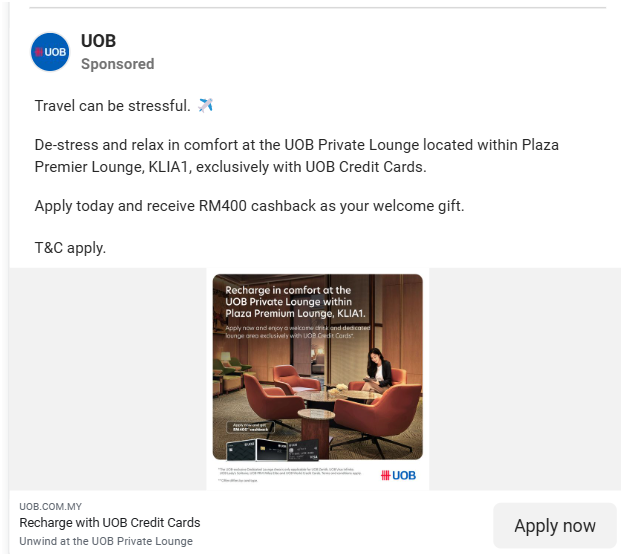 UOB
UOB
Sponsored
Travel can be stressful. ✈️
De-stress and relax in comfort at the UOB Private Lounge located within Plaza
Premier Lounge, KLIA1, exclusively with UOB Credit Cards.
Apply today and receive RM400 cashback as your welcome gift.
T&C apply.
Recharge in comfort at the
UOB Private Lounge within
Plaza Premium Lounge, KLIA1.
Apply now and enjoy a welcome drink and dedicated
lounge area exclusively with UOB Credit Cards*.
Apply now and get
RM400^ cashback
UOB
UOB.COM.MY
Recharge with UOB Credit Cards
Unwind at the UOB Private Lounge
Apply now